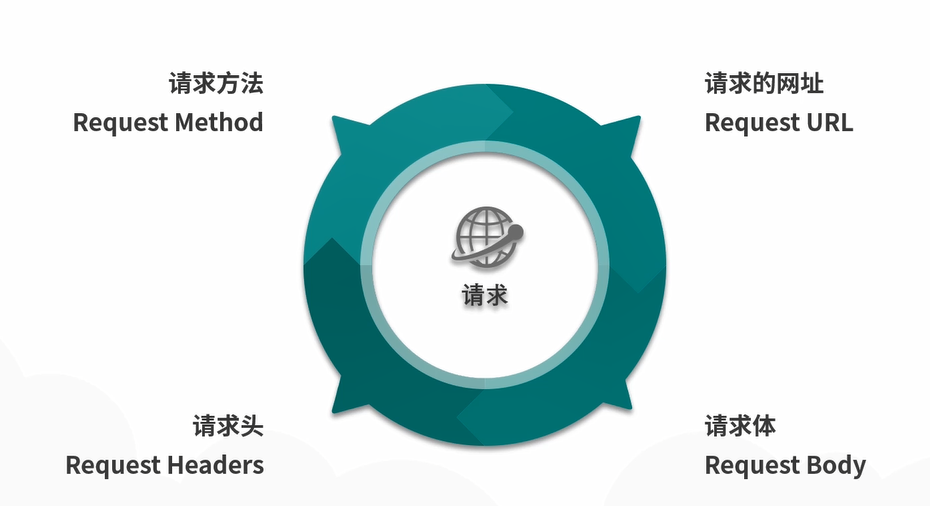 请求方法
Request Method
请求的网址
Request URL
请求
请求头
Request Headers
请求体
Request Body